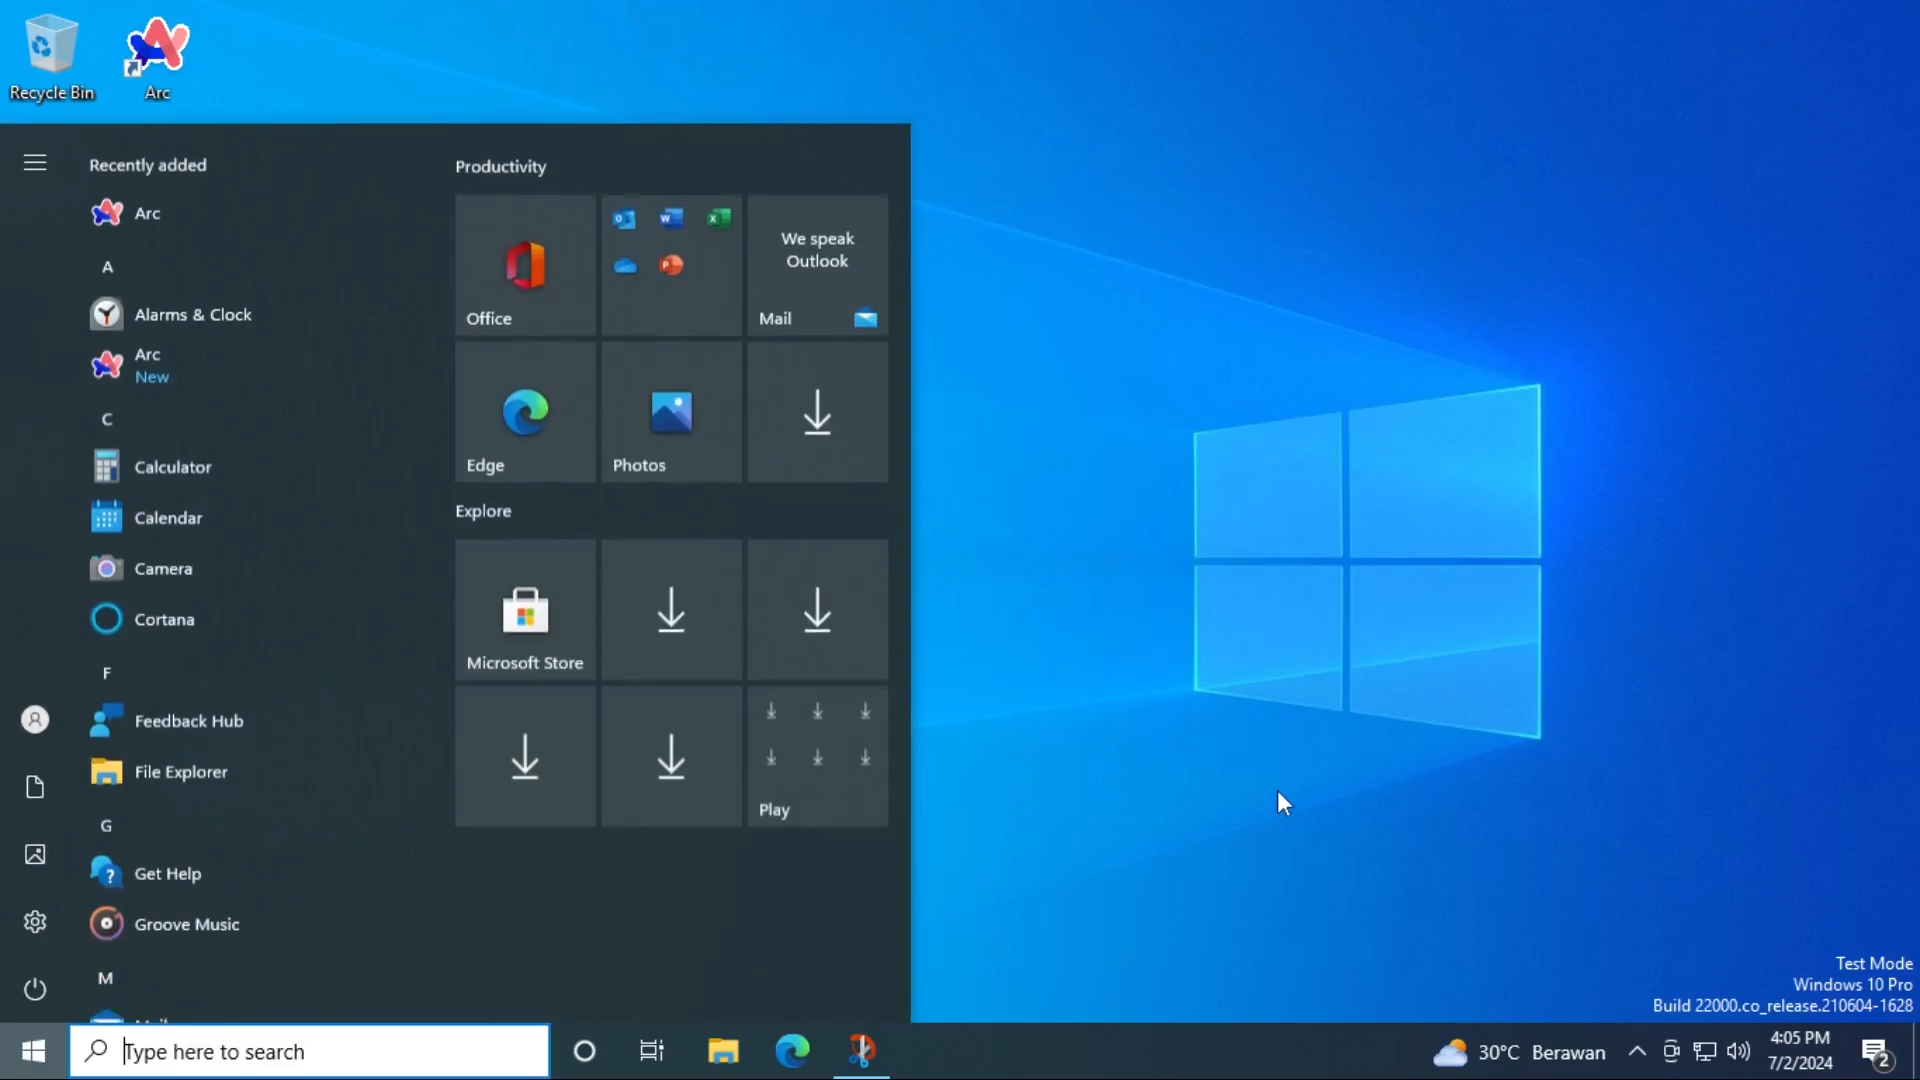 Recycle Bin
Arc
Recently added
Arc
A
Alarms & Clock
Arc
New
C
Calculator
Calendar
Camera
Cortana
F
Feedback Hub
File Explorer
G
Get Help
Groove Music
M
Productivity
Office
We speak
Outlook
Mail
Edge
Photos
Explore
Microsoft Store
Play
Test Mode
Windows 10 Pro
Build 22000.co_release.210604-1628
Type here to search
30°C Berawan
4:05 PM
7/2/2024
2